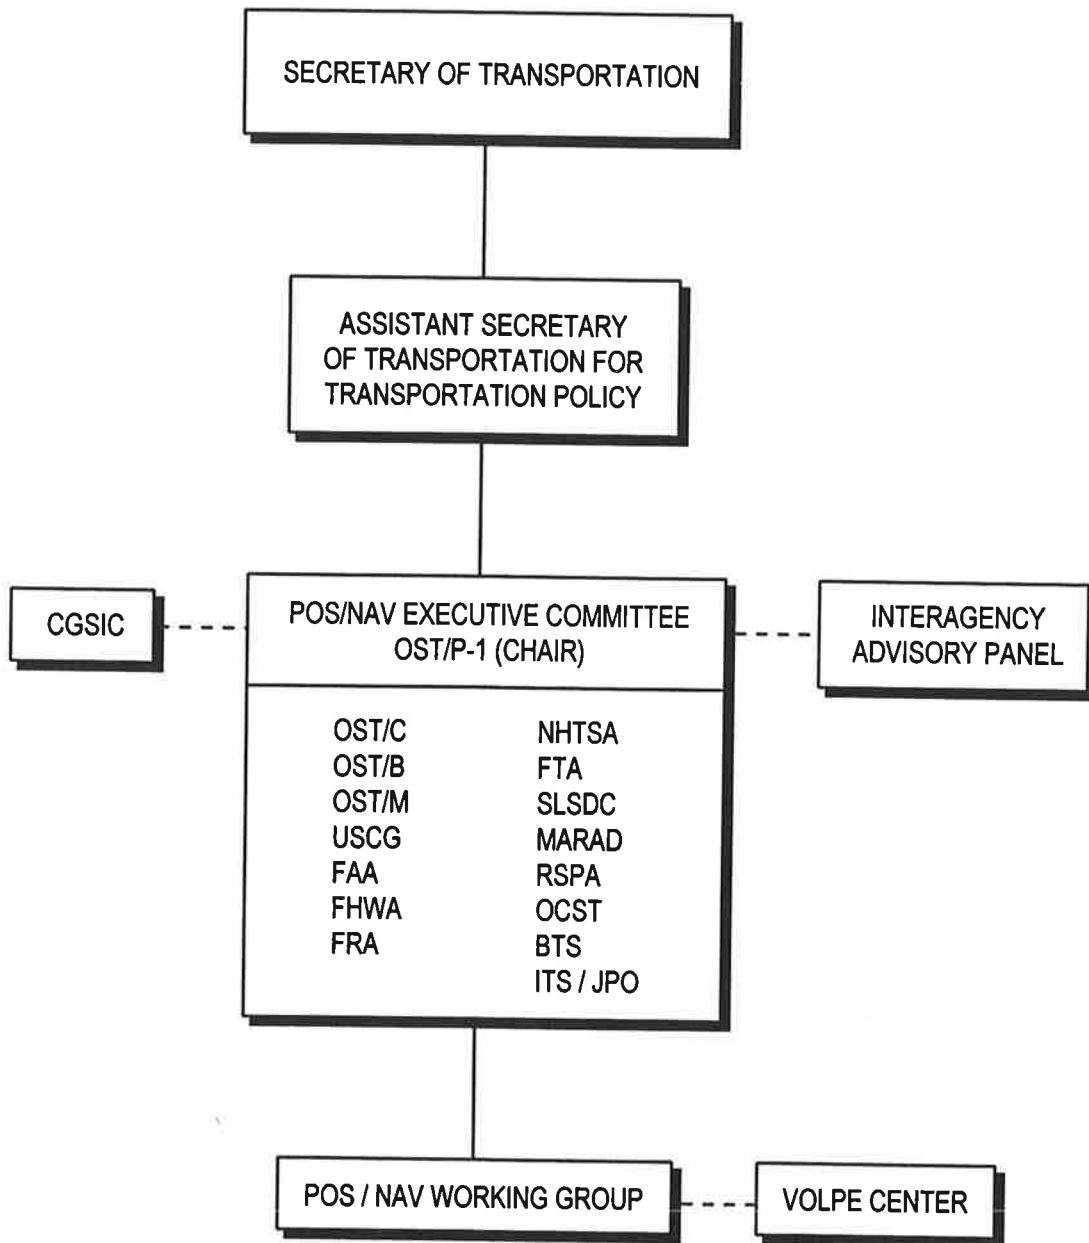 SECRETARY OF TRANSPORTATION
ASSISTANT SECRETARY
OF TRANSPORTATION FOR
TRANSPORTATION POLICY
CGSIC
POS/NAV EXECUTIVE COMMITTEE
OST/P-1 (CHAIR)
INTERAGENCY
ADVISORY PANEL
OST/C
OST/B
OST/M
USCG
FAA
FHWA
FRA
NHTSA
FTA
SLSDC
MARAD
RSPA
OCST
BTS
ITS / JPO
POS / NAV WORKING GROUP
VOLPE CENTER